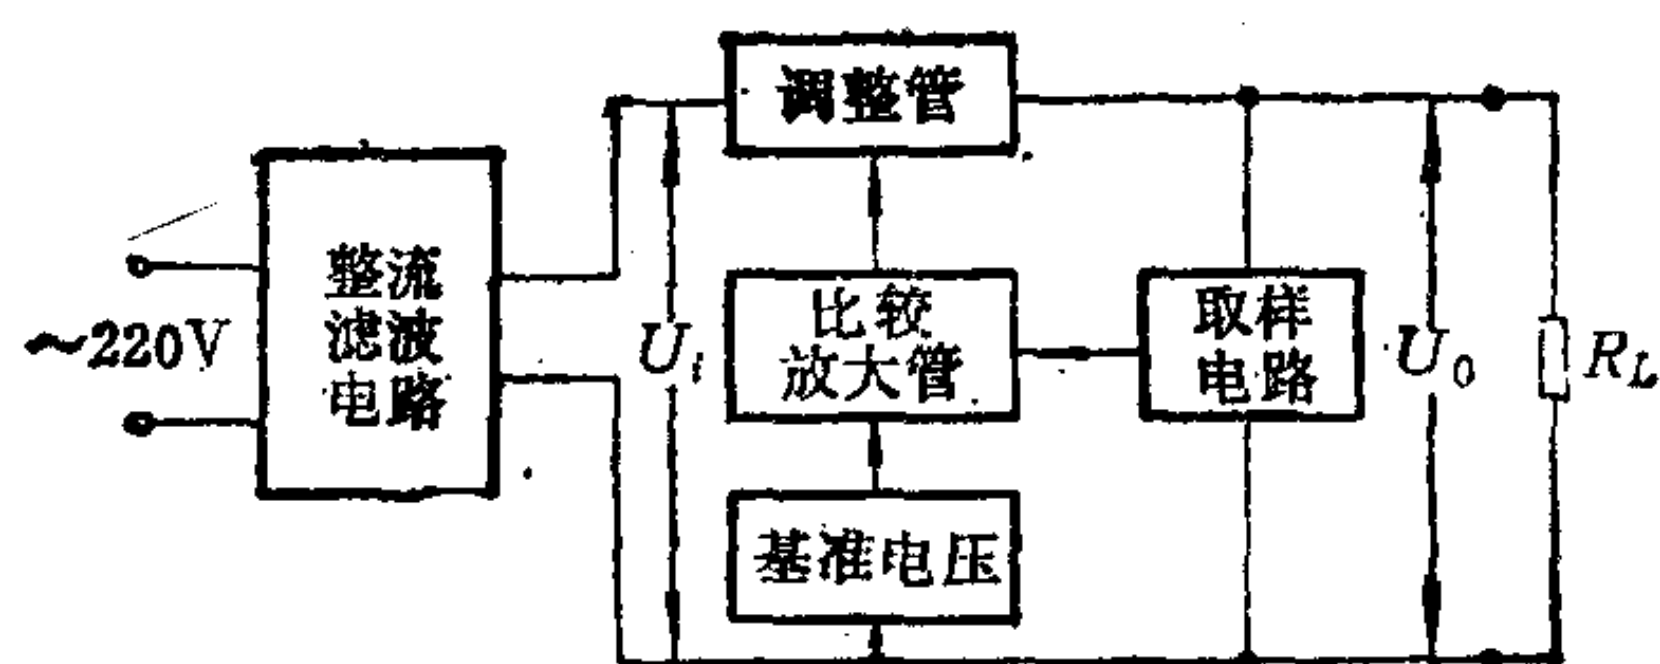 调整管
整流
滤波
电路
~220V
U_i
比较
放大管
取样
电路
U_0
R_L
基准电压